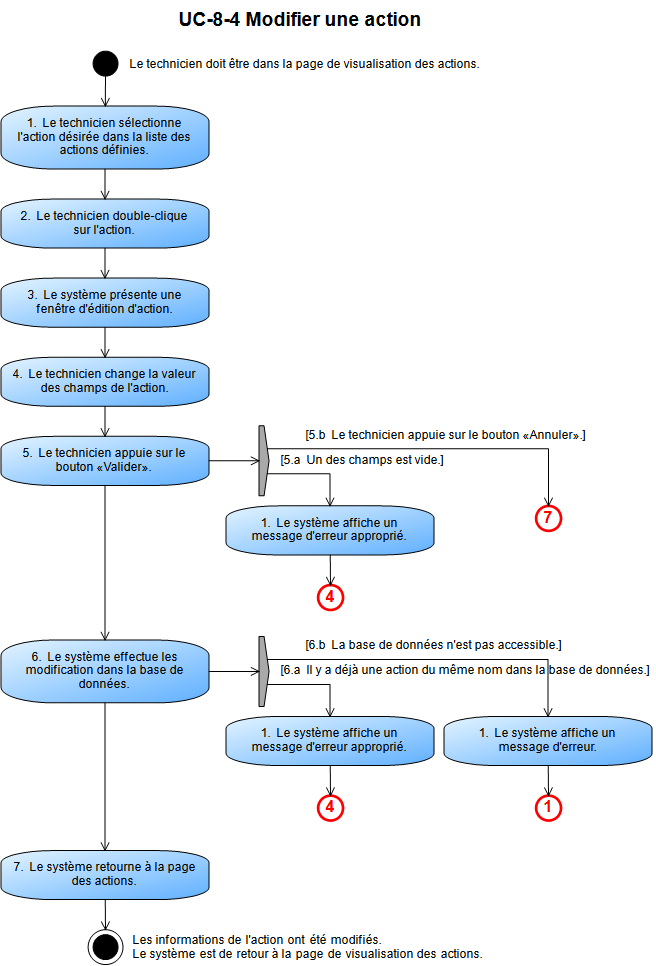 UC-8-4 Modifier une action
Le technicien doit être dans la page de visualisation des actions.
1. Le technicien sélectionne
l'action désirée dans la liste des
actions définies.
2. Le technicien double-clique
sur l'action.
3. Le système présente une
fenêtre d'édition d'action.
4. Le technicien change la valeur
des champs de l'action.
5. Le technicien appuie sur le
bouton «Valider».
[5.b Le technicien appuie sur le bouton «Annuler».]
[5.a Un des champs est vide.]
7
1. Le système affiche un
message d'erreur approprié.
4
6. Le système effectue les
modification dans la base de
données.
[6.b La base de données n'est pas accessible.]
[6.a Il y a déjà une action du même nom dans la base de données.]
1. Le système affiche un
message d'erreur approprié.
1. Le système affiche un
message d'erreur.
4
1
7. Le système retourne à la page
des actions.
Les informations de l'action ont été modifiés.
Le système est de retour à la page de visualisation des actions.